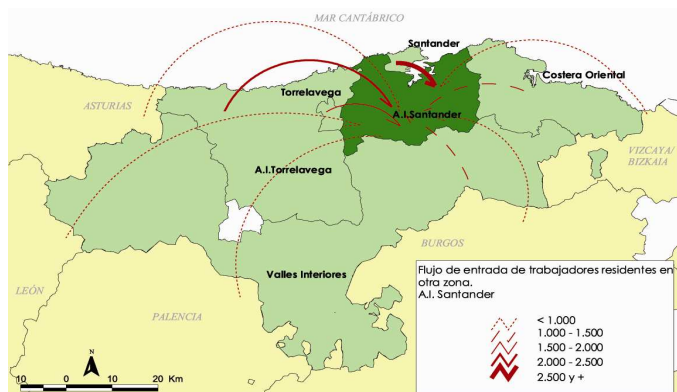 MAR CANTÁBRICO
Santander
Costera Oriental
ASTURIAS
Torrelavega
A.I.Santander
VIZCAYA/
BIZKAIA
A.I.Torrelavega
BURGOS
Valles Interiores
LEÓN
PALENCIA
Flujo de entrada de trabajadores residentes en
otra zona.
A.I. Santander
< 1.000
1.000 - 1.500
1.500 - 2.000
2.000 - 2.500
2.500 y +
N
10 0 10 20 Km